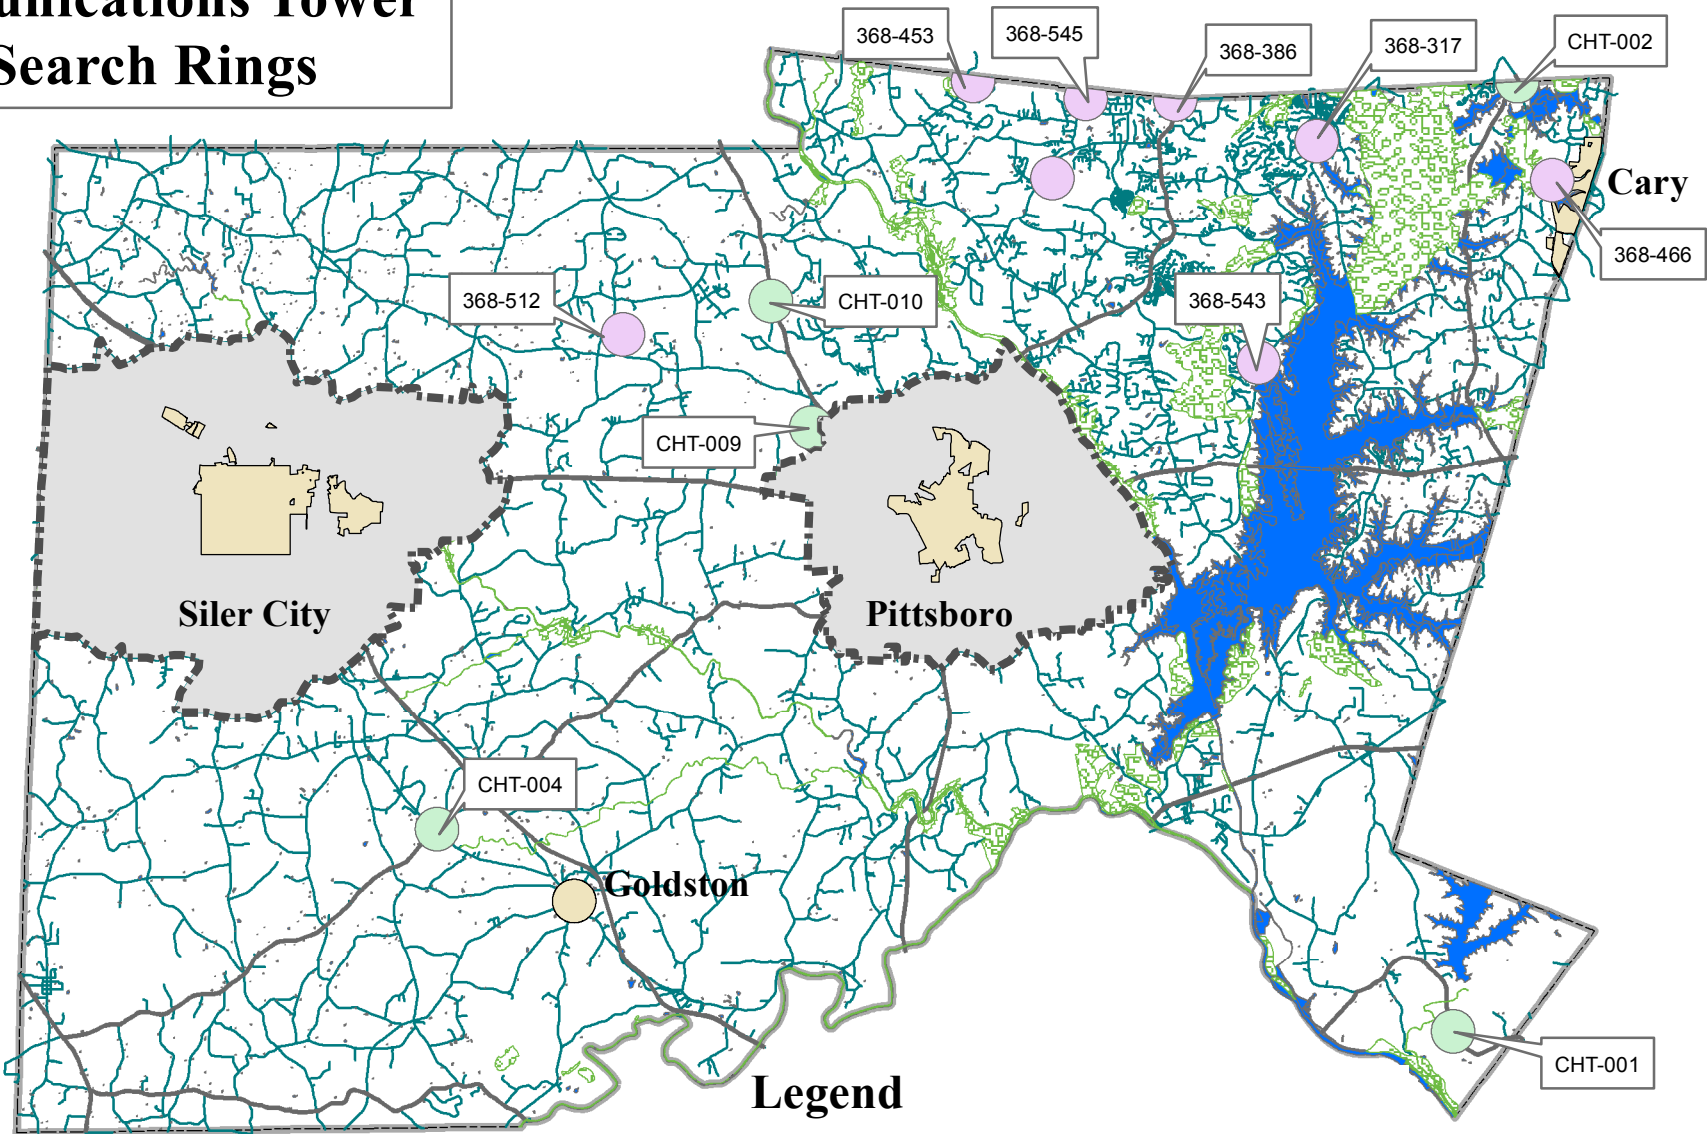 Tower
Search Rings
368-453
368-545
368-386
368-317
CHT-002
Cary
368-466
368-512
CHT-010
368-543
CHT-009
Siler City
Pittsboro
CHT-004
Goldston
CHT-001
Legend